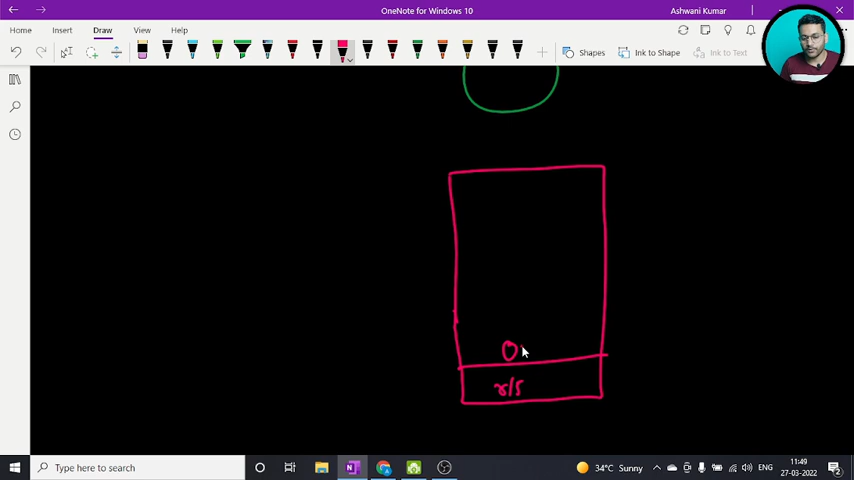 OneNote for Windows 10
Ashwani Kumar
Home Insert Draw View Help
Shapes Ink to Shape Ink to Text
Type here to search
34°C Sunny
ENG
11:49
27-03-2022
2